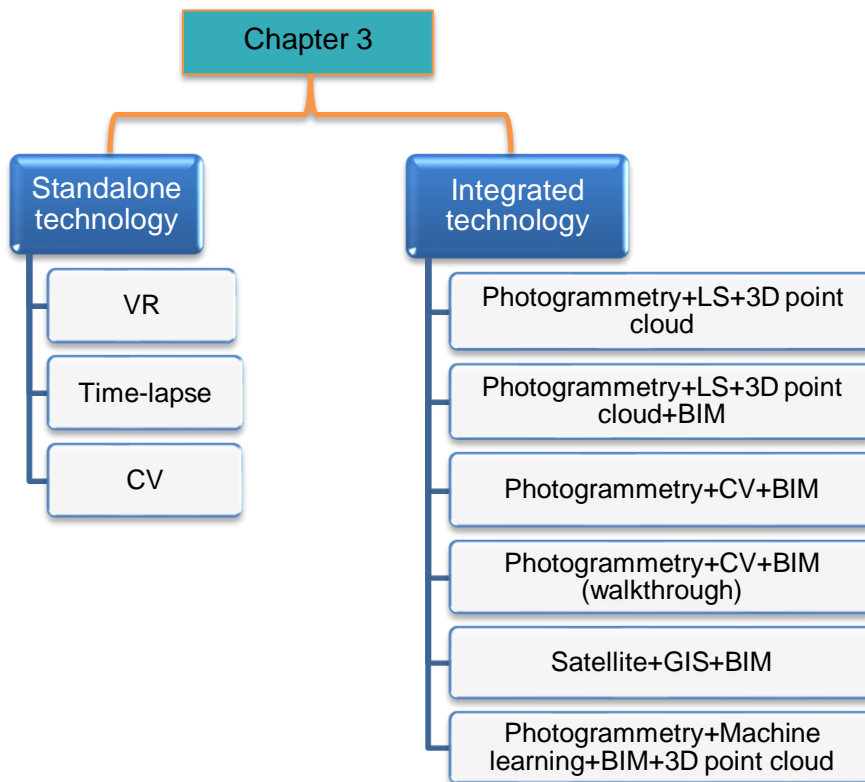 Chapter 3
Standalone
technology
VR
Time-lapse
CV
Integrated
technology
Photogrammetry+LS+3D point
cloud
Photogrammetry+LS+3D point
cloud+BIM
Photogrammetry+CV+BIM
Photogrammetry+CV+BIM
(walkthrough)
Satellite+GIS+BIM
Photogrammetry+Machine
learning+BIM+3D point cloud